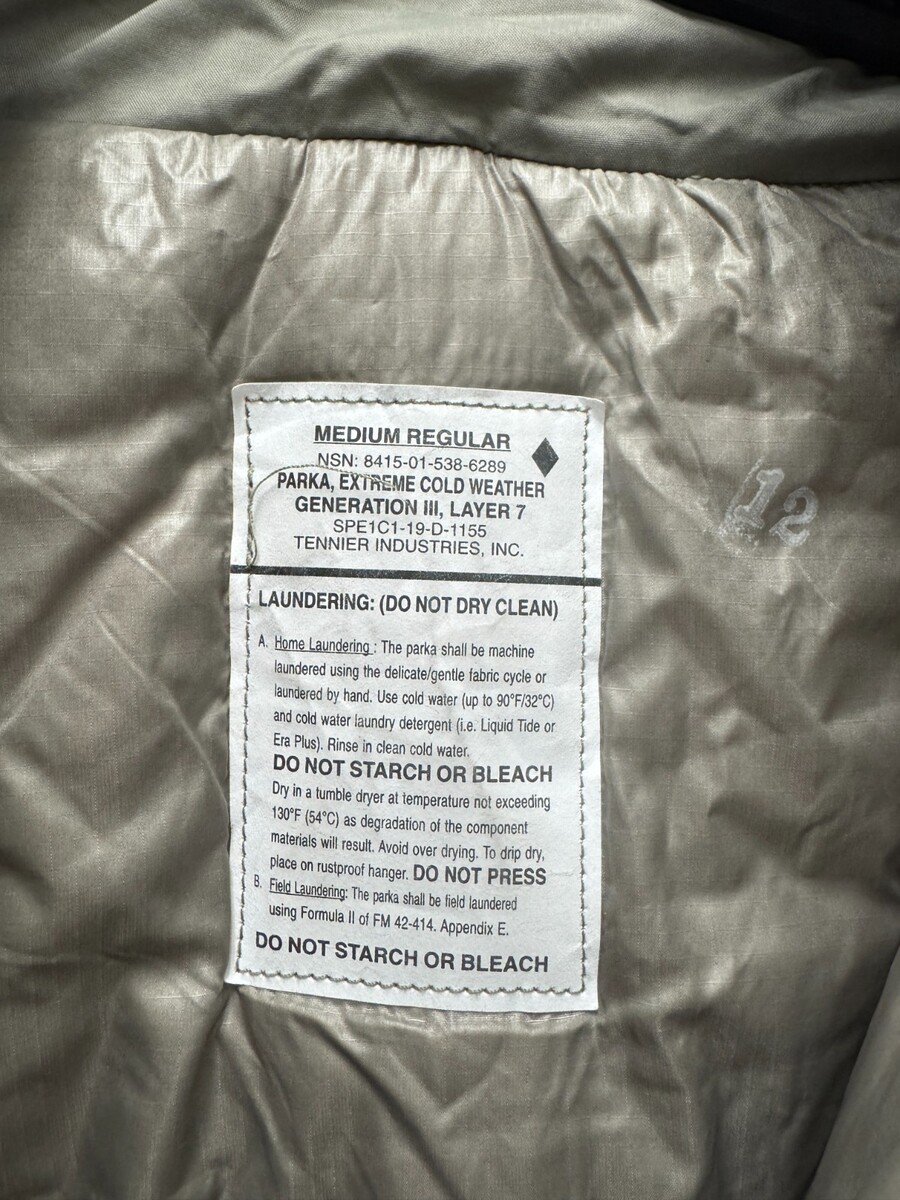 MEDIUM REGULAR
NSN: 8415-01-538-6289
PARKA, EXTREME COLD WEATHER
GENERATION III, LAYER 7
SPE1C1-19-D-1155
TENNIER INDUSTRIES, INC.
12
LAUNDERING: (DO NOT DRY CLEAN)
A. Home Laundering : The parka shall be machine
laundered using the delicate/gentle fabric cycle or
laundered by hand. Use cold water (up to 90°F/32°C)
and cold water laundry detergent (i.e. Liquid Tide or
Era Plus). Rinse in clean cold water.
DO NOT STARCH OR BLEACH
Dry in a tumble dryer at temperature not exceeding
130°F (54°C) as degradation of the component
materials will result. Avoid over drying. To drip dry,
place on rustproof hanger. DO NOT PRESS
B. Field Laundering: The parka shall be field laundered
using Formula II of FM 42-414. Appendix E.
DO NOT STARCH OR BLEACH